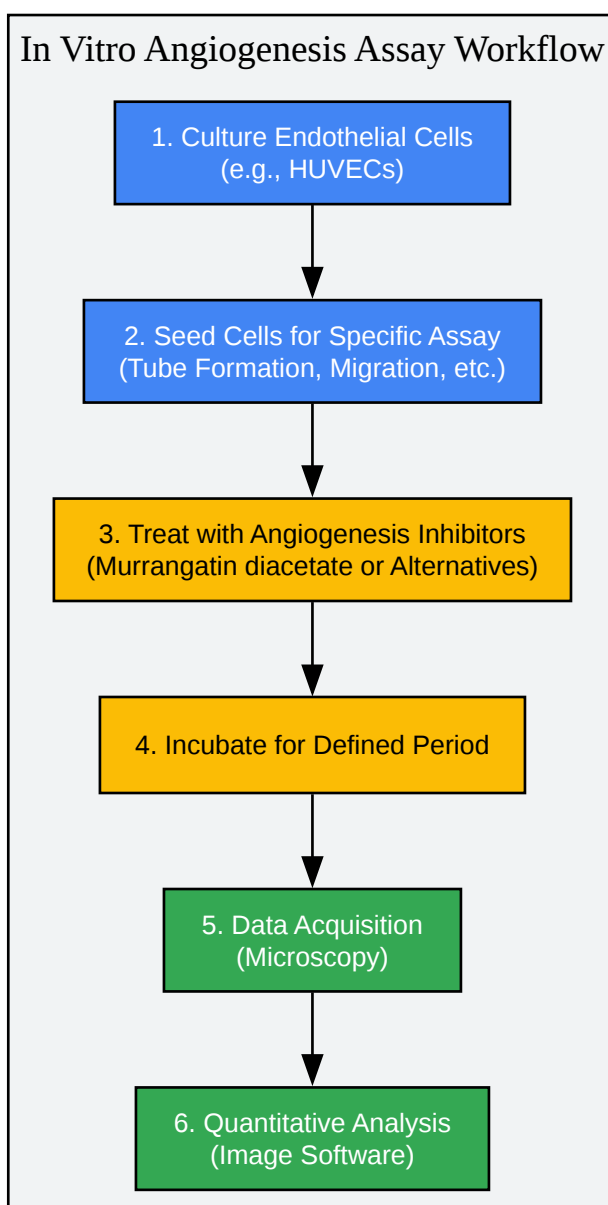 In Vitro Angiogenesis Assay Workflow
1. Culture Endothelial Cells
(e.g., HUVECs)
2. Seed Cells for Specific Assay
(Tube Formation, Migration, etc.)
3. Treat with Angiogenesis Inhibitors
(Murrangatin diacetate or Alternatives)
4. Incubate for Defined Period
5. Data Acquisition
(Microscopy)
6. Quantitative Analysis
(Image Software)